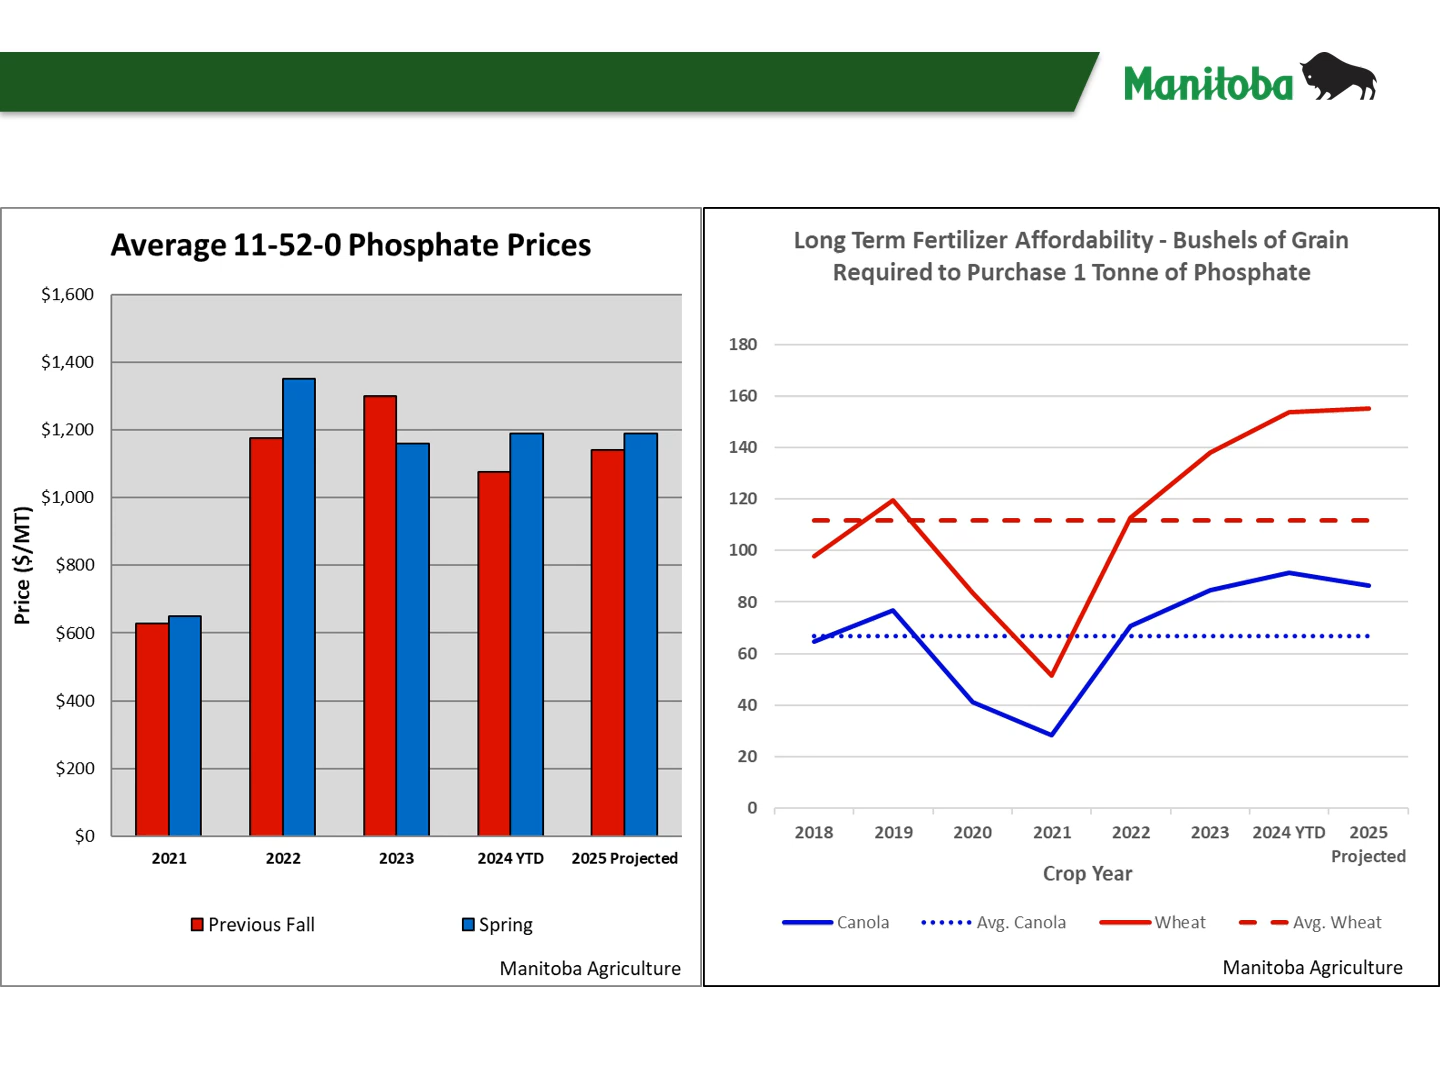 Manitoba
Average 11-52-0 Phosphate Prices
$1,600
$1,400
$1,200
$1,000
$800
$600
$400
$200
$0
Price ($/MT)
2021 2022 2023 2024 YTD 2025 Projected
Previous Fall Spring
Manitoba Agriculture
Long Term Fertilizer Affordability - Bushels of Grain
Required to Purchase 1 Tonne of Phosphate
180
160
140
120
100
80
60
40
20
0
2018 2019 2020 2021 2022 2023 2024 YTD 2025
Projected
Crop Year
Canola Avg. Canola Wheat Avg. Wheat
Manitoba Agriculture